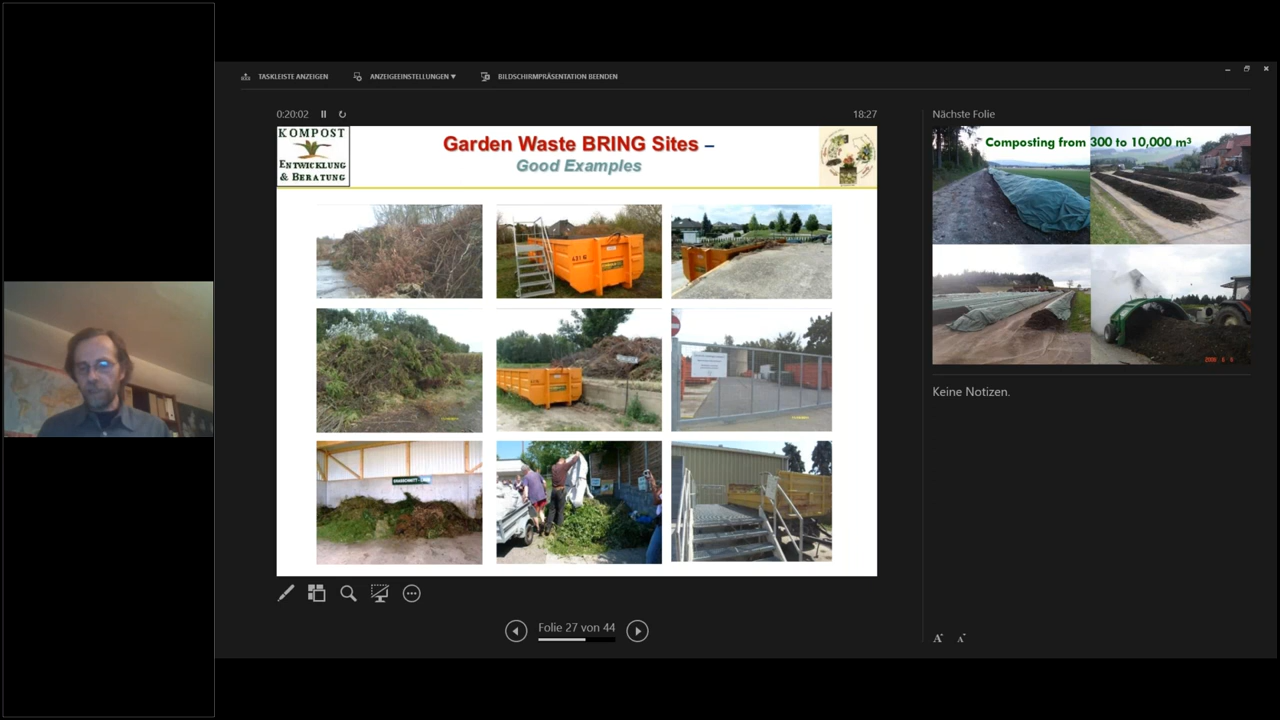 TASKLEISTE ANZEIGEN
ANZEIGEEINSTELLUNGEN ▼
BILDSCHIRMPRÄSENTATION BEENDEN
0:20:02
18:27
KOMPOST
ENTWICKLUNG
& BERATUNG
Garden Waste BRING Sites –
Good Examples
Folie 27 von 44
Nächste Folie
Composting from 300 to 10,000 m³
Keine Notizen.
A
A